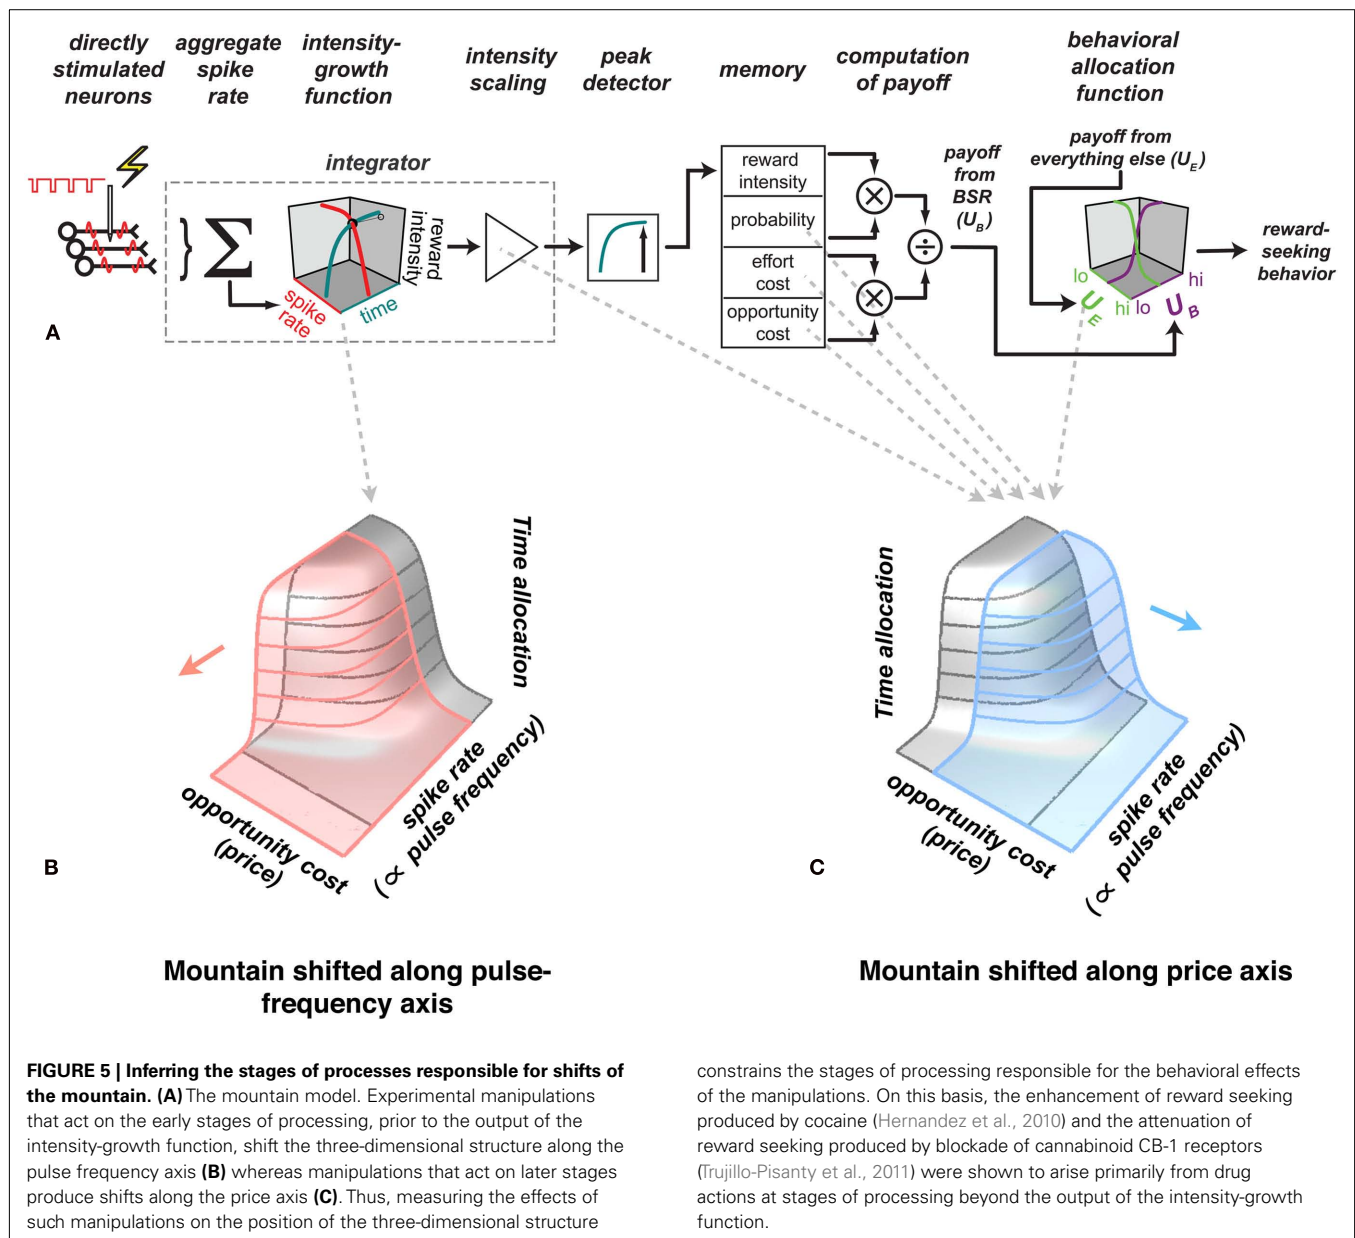 directly
stimulated
neurons
aggregate
spike
rate
intensity-
growth
function
intensity
scaling
peak
detector
memory
computation
of payoff
behavioral
allocation
function
integrator
Σ
spike
rate
time
reward
intensity
reward
intensity
probability
effort
cost
opportunity
cost
×
×
÷
payoff
from
BSR
(U_B)
payoff from
everything else (U_E)
lo
U_E
hi
lo
U_B
hi
reward-
seeking
behavior
A
Time allocation
opportunity cost
(price)
spike rate
(∝ pulse frequency)
B
Time allocation
opportunity cost
(price)
spike rate
(∝ pulse frequency)
C
Mountain shifted along pulse-
frequency axis
Mountain shifted along price axis
FIGURE 5 | Inferring the stages of processes responsible for shifts of
the mountain. (A) The mountain model. Experimental manipulations
that act on the early stages of processing, prior to the output of the
intensity-growth function, shift the three-dimensional structure along the
pulse frequency axis (B) whereas manipulations that act on later stages
produce shifts along the price axis (C). Thus, measuring the effects of
such manipulations on the position of the three-dimensional structure
constrains the stages of processing responsible for the behavioral effects
of the manipulations. On this basis, the enhancement of reward seeking
produced by cocaine (Hernandez et al., 2010) and the attenuation of
reward seeking produced by blockade of cannabinoid CB-1 receptors
(Trujillo-Pisanty et al., 2011) were shown to arise primarily from drug
actions at stages of processing beyond the output of the intensity-growth
function.